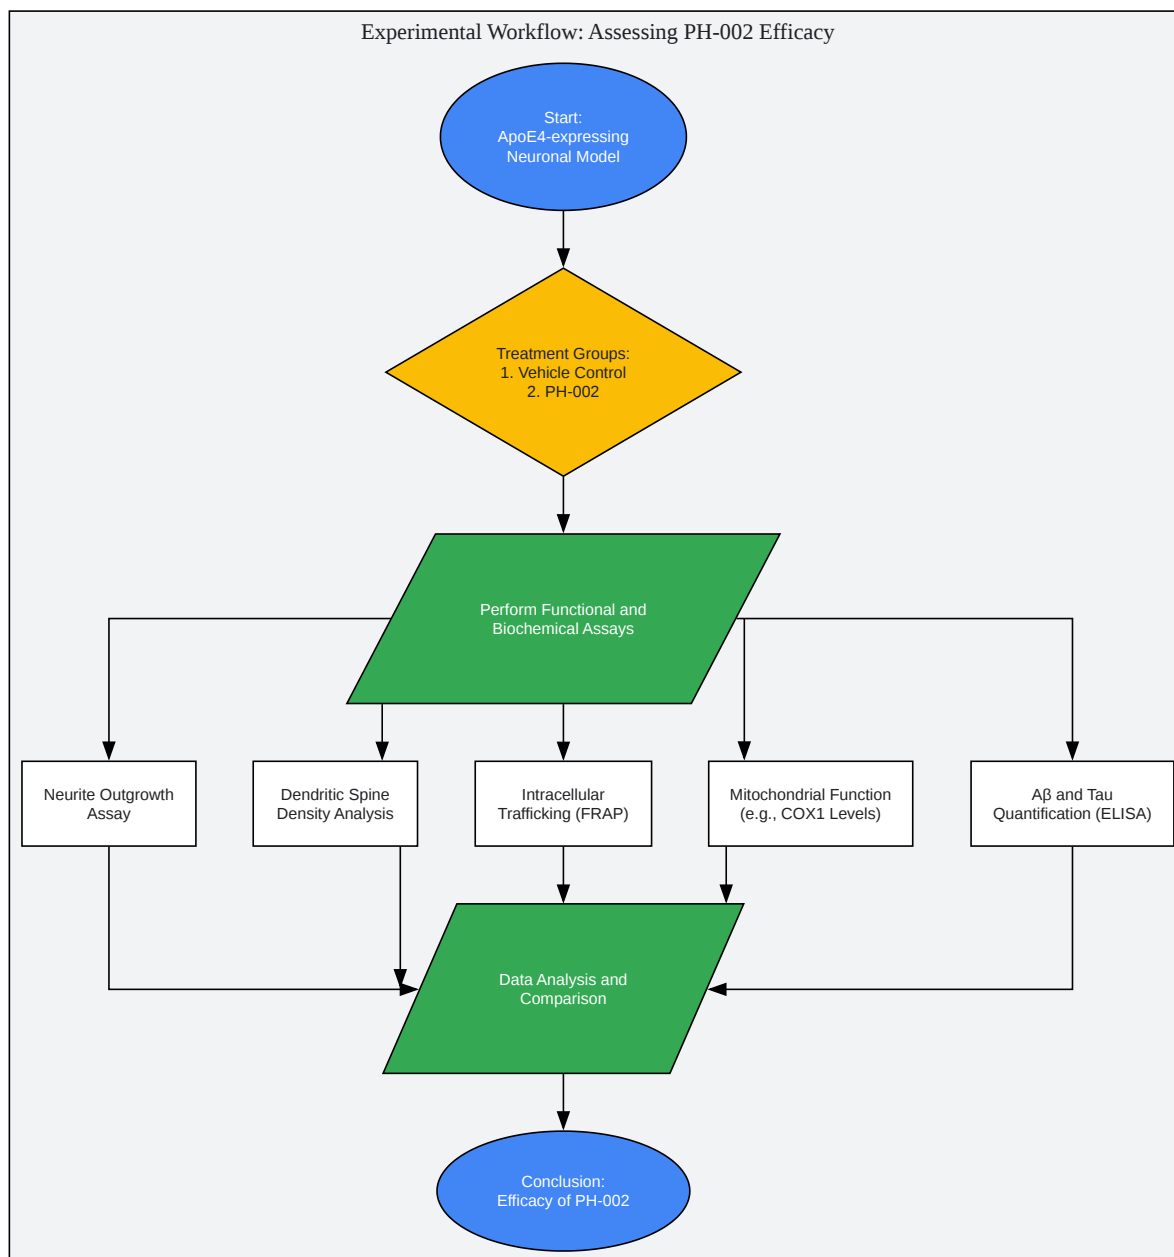 Experimental Workflow: Assessing PH-002 Efficacy
Start:
ApoE4-expressing
Neuronal Model
Treatment Groups:
1. Vehicle Control
2. PH-002
Perform Functional and
Biochemical Assays
Neurite Outgrowth
Assay
Dendritic Spine
Density Analysis
Intracellular
Trafficking (FRAP)
Mitochondrial Function
(e.g., COX1 Levels)
Aβ and Tau
Quantification (ELISA)
Data Analysis and
Comparison
Conclusion:
Efficacy of PH-002